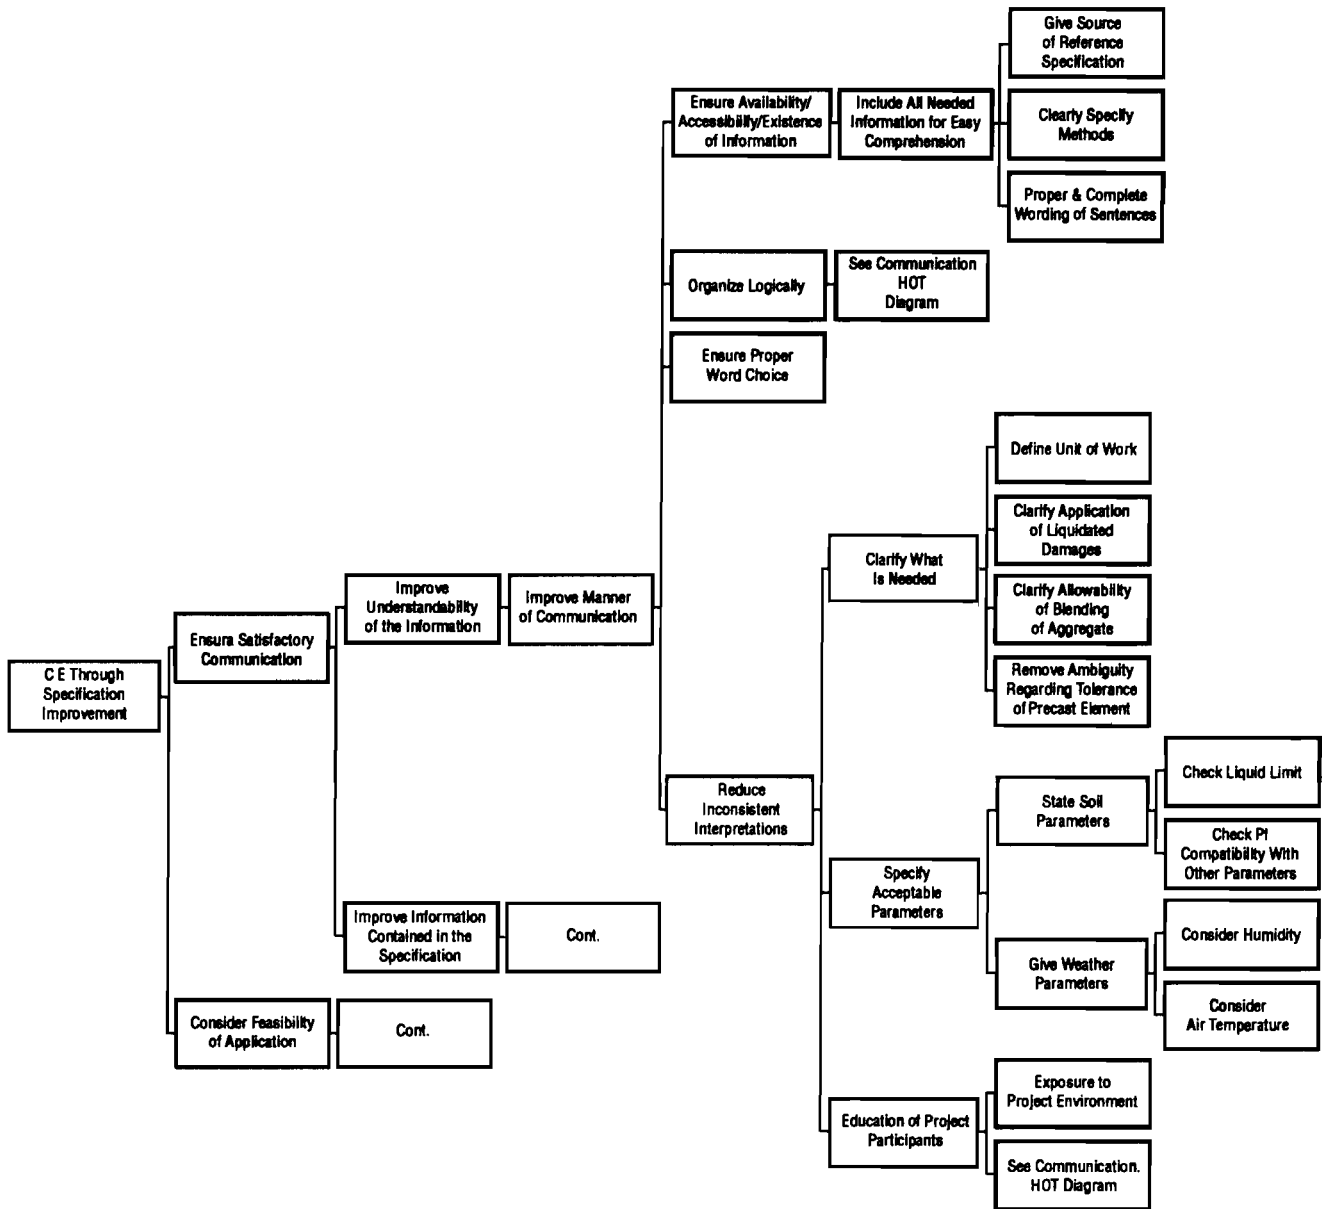 Give Source
of Reference
Specification
Ensure Availability/
Accessibility/Existence
of Information
Include All Needed
Information for Easy
Comprehension
Clearly Specify
Methods
Proper & Complete
Wording of Sentences
Organize Logically
See Communication
HOT
Diagram
Ensure Proper
Word Choice
Define Unit of Work
Clarify Application
of Liquidated
Damages
Clarify What
Is Needed
Clarify Allowability
of Blending
of Aggregate
Remove Ambiguity
Regarding Tolerance
of Precast Element
Improve
Understandability
of the Information
Improve Manner
of Communication
Ensura Satisfactory
Communication
C E Through
Specification
Improvement
Reduce
Inconsistent
Interpretations
State Soil
Parameters
Check Liquid Limit
Check PI
Compatibility With
Other Parameters
Specify
Acceptable
Parameters
Give Weather
Parameters
Consider Humidity
Consider
Air Temperature
Improve Information
Contained in the
Specification
Cont.
Consider Feasibility
of Application
Cont.
Education of Project
Participants
Exposure to
Project Environment
See Communication.
HOT Diagram